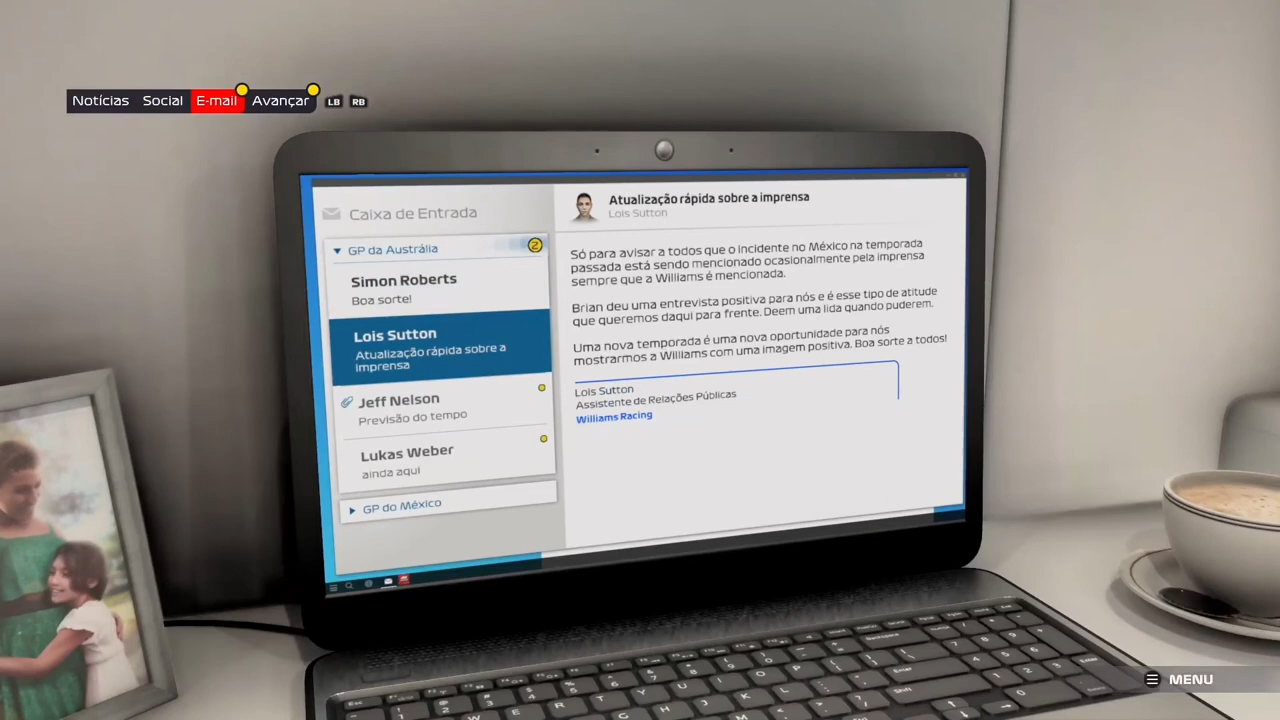 Notícias Social E-mail Avançar LB RB
Caixa de Entrada
GP da Austrália 2
Simon Roberts
Boa sorte!
Lois Sutton
Atualização rápida sobre a
imprensa
Jeff Nelson
Previsão do tempo
Lukas Weber
ainda aqui
GP do México
Atualização rápida sobre a imprensa
Lois Sutton
Só para avisar a todos que o incidente no México na temporada
passada está sendo mencionado ocasionalmente pela imprensa
sempre que a Williams é mencionada.
Brian deu uma entrevista positiva para nós e é esse tipo de atitude
que queremos daqui para frente. Deem uma lida quando puderem.
Uma nova temporada é uma nova oportunidade para nós
mostrarmos a Williams com uma imagem positiva. Boa sorte a todos!
Lois Sutton
Assistente de Relações Públicas
Williams Racing
MENU